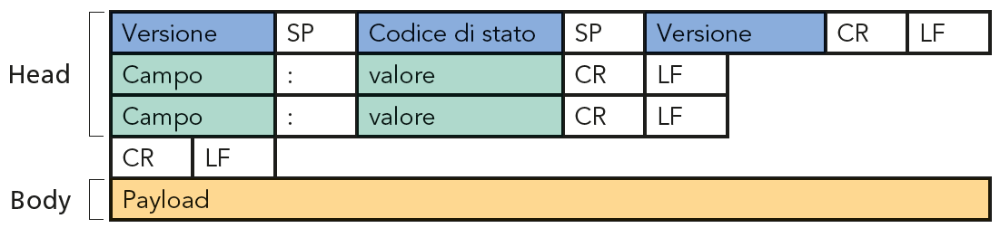 Versione SP Codice di stato SP Versione CR LF
Head
Campo : valore CR LF
Campo : valore CR LF
CR LF
Body
Payload